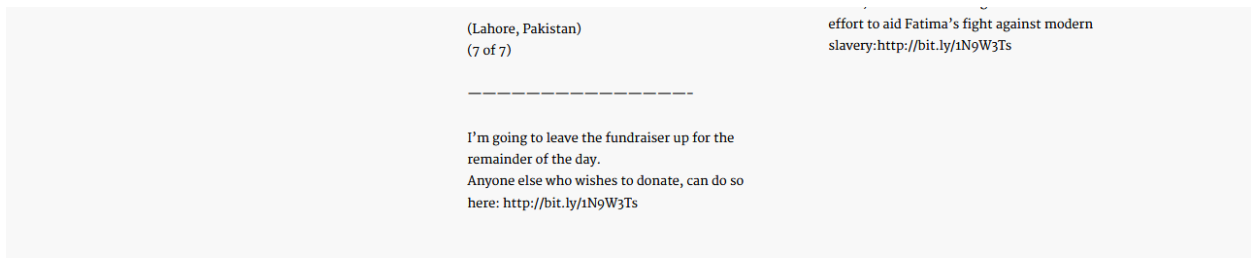 (Lahore, Pakistan)
(7 of 7)
———————————————-
I’m going to leave the fundraiser up for the
remainder of the day.
Anyone else who wishes to donate, can do so
here: http://bit.ly/1N9W3Ts
effort to aid Fatima’s fight against modern
slavery:http://bit.ly/1N9W3Ts